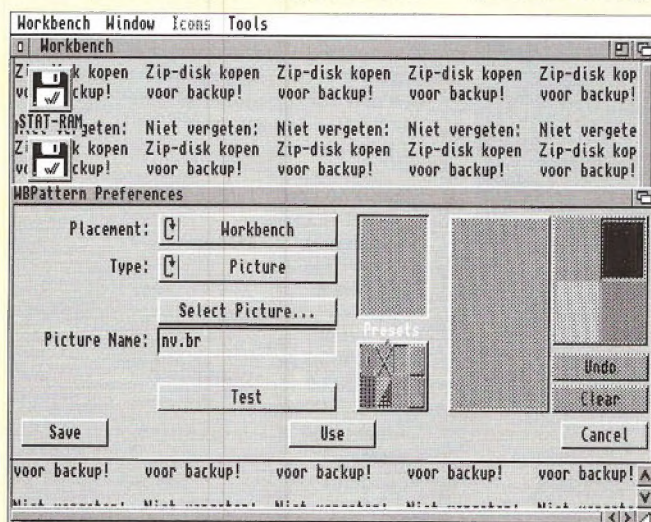 Workbench Window Icons Tools
Workbench
Zip-disk kopen Zip-disk kopen Zip-disk kopen Zip-disk kop
ckup! voor backup! voor backup! voor backup! voor backup!
STAT-RAM
geten: Niet vergeten: Niet vergeten: Niet vergeten: Niet vergete
k kopen Zip-disk kopen Zip-disk kopen Zip-disk kopen Zip-disk kop
ckup! voor backup! voor backup! voor backup! voor backup!
WBPattern Preferences
Placement: Workbench
Type: Picture
Select Picture...
Picture Name: nv.br
Presets
Test
Undo
Clear
Save Use Cancel
voor backup! voor backup! voor backup! voor backup! voor backup!